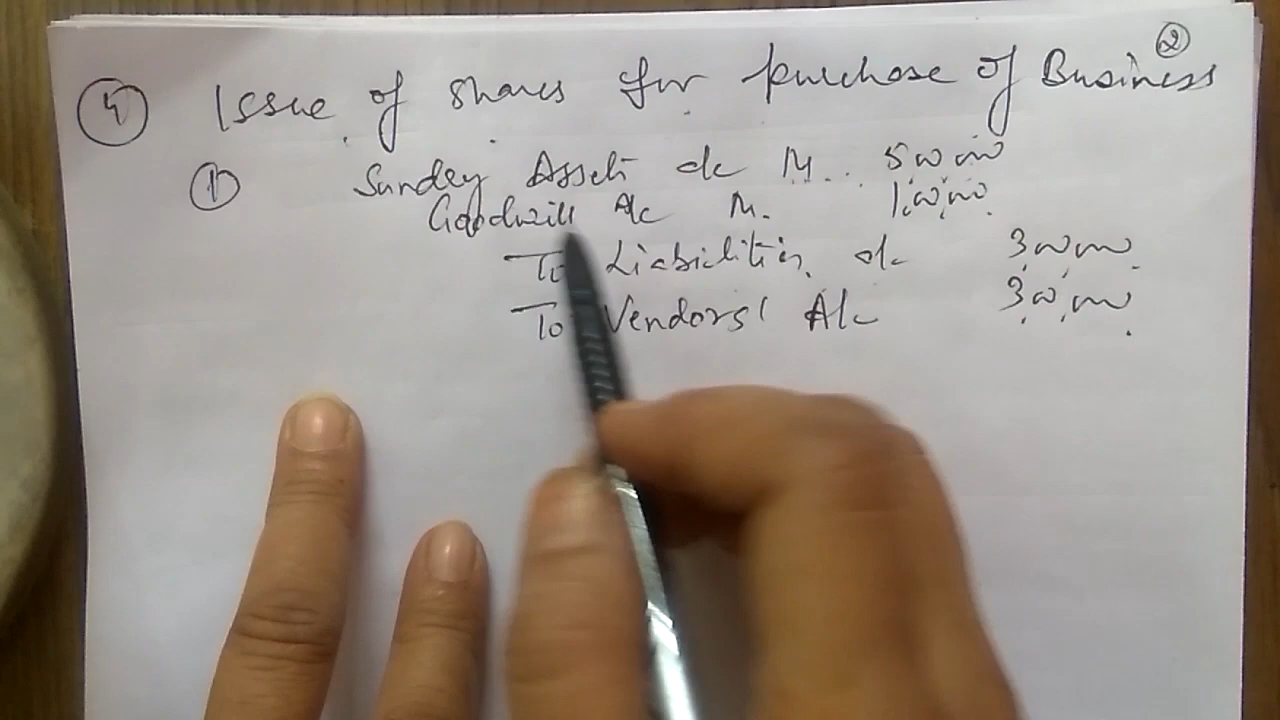 ②
④ Issue of shares for purchase of Business
① Sundry Assets a/c Dr. 5,00,000
Goodwill A/c Dr. 1,00,000.
To Liabilities a/c 3,00,000
To Vendors' A/c 3,00,000